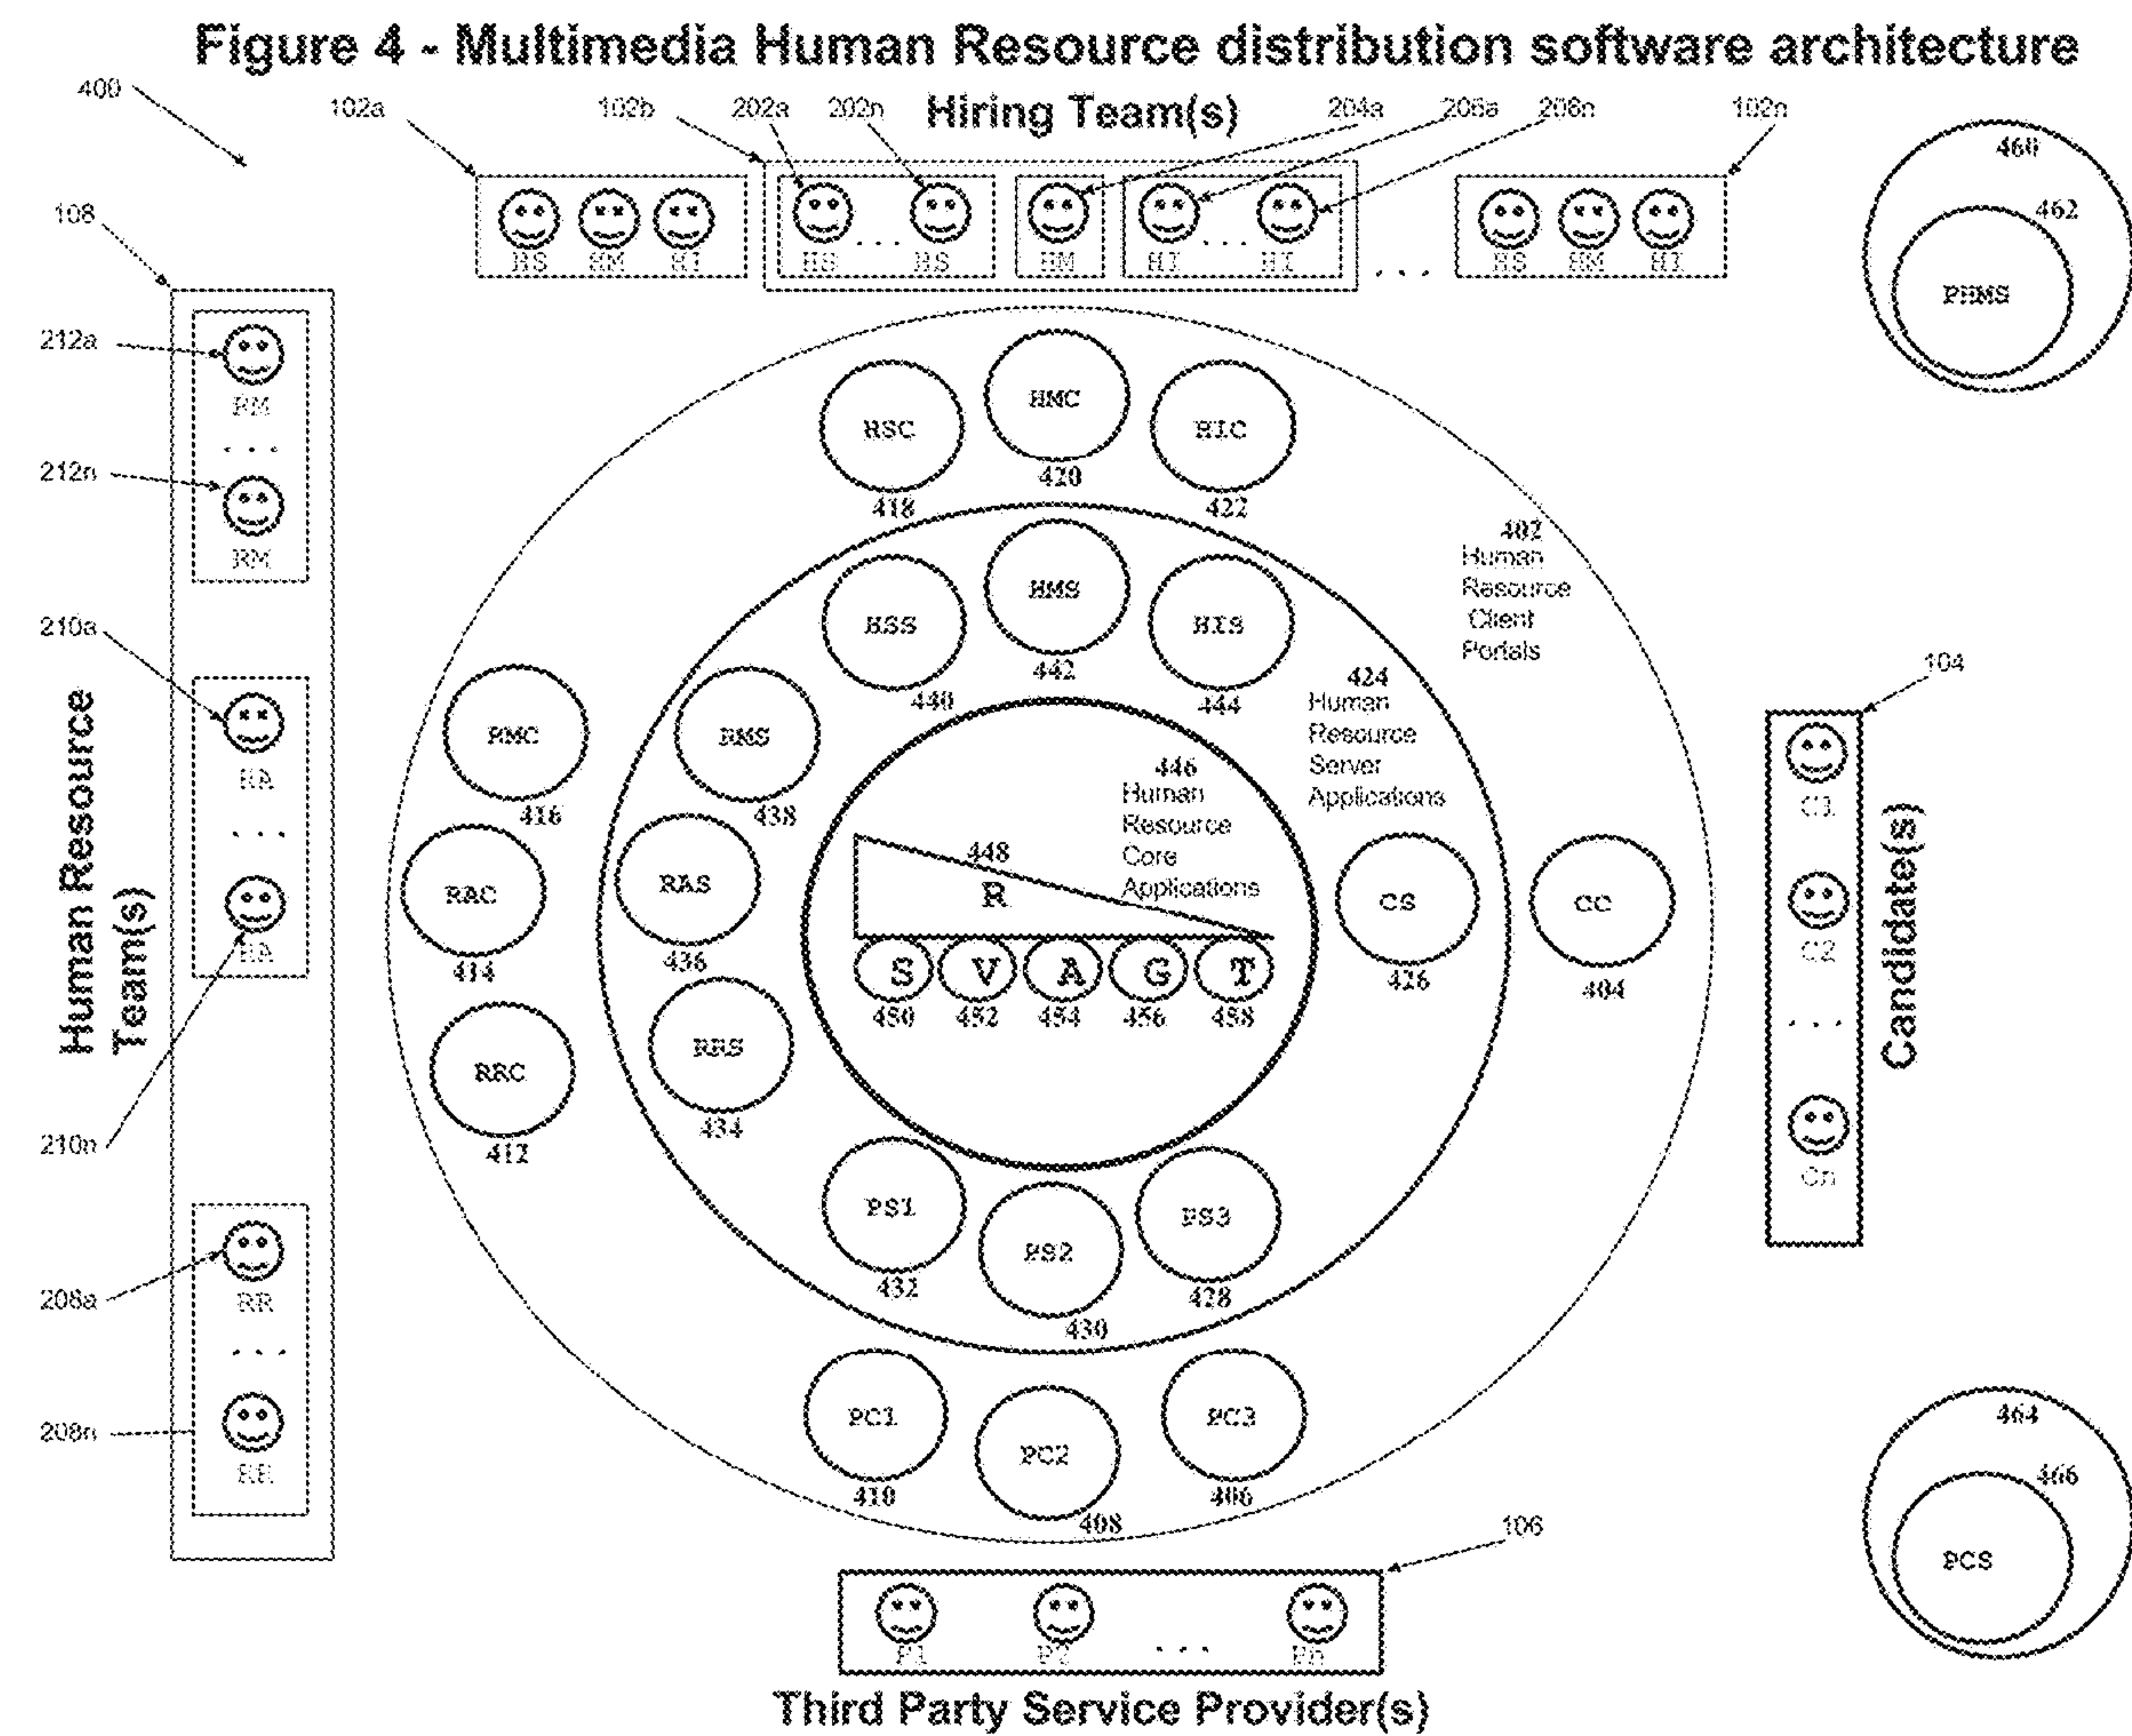 Figure 4 - Multimedia Human Resource distribution software architecture
Hiring Team(s)
400
102a
102b
202a
202n
204a
206a
208n
102n
HS HM HI
HS ... HS
HM
HI ... HI
...
HS HM HI
460
462
PHMS
108
212a
RM
...
212n
RM
210a
RA
...
RA
210n
208a
RR
...
208n
RR
Human Resource
Team(s)
HSC
418
HMC
420
HIC
422
402
Human
Resource
Client
Portals
HSS
440
HMS
442
HIS
444
424
Human
Resource
Server
Applications
RMC
416
RMS
438
RAC
414
RAS
436
RRC
412
RRS
434
446
Human
Resource
Core
Applications
448
R
S V A G T
450 452 454 456 458
CS
426
CC
404
104
C1
C2
...
Cn
Candidate(s)
PS1
432
PS2
430
PS3
428
PC1
410
PC2
408
PC3
406
464
466
PCS
106
P1 P2 ... Pn
Third Party Service Provider(s)